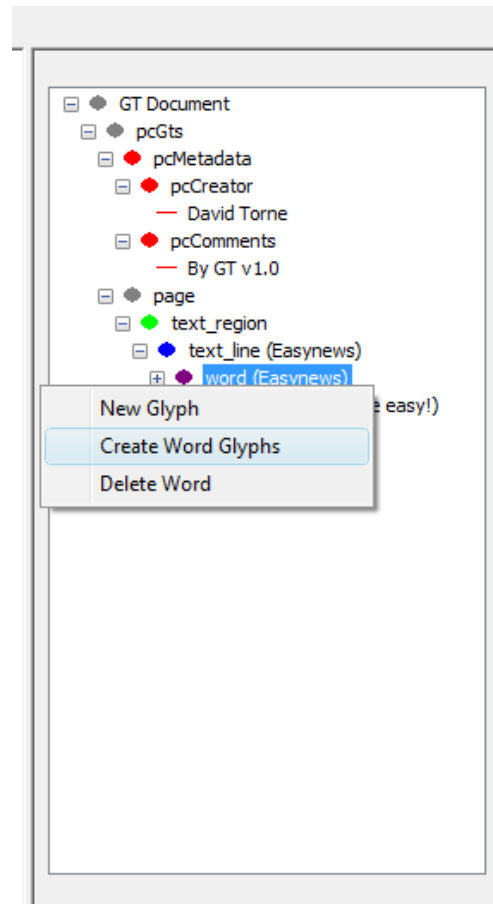 GT Document
pcGts
pcMetadata
pcCreator
David Torne
pcComments
By GT v1.0
page
text_region
text_line (Easynews)
word (Easynews)
easy!)
New Glyph
Create Word Glyphs
Delete Word